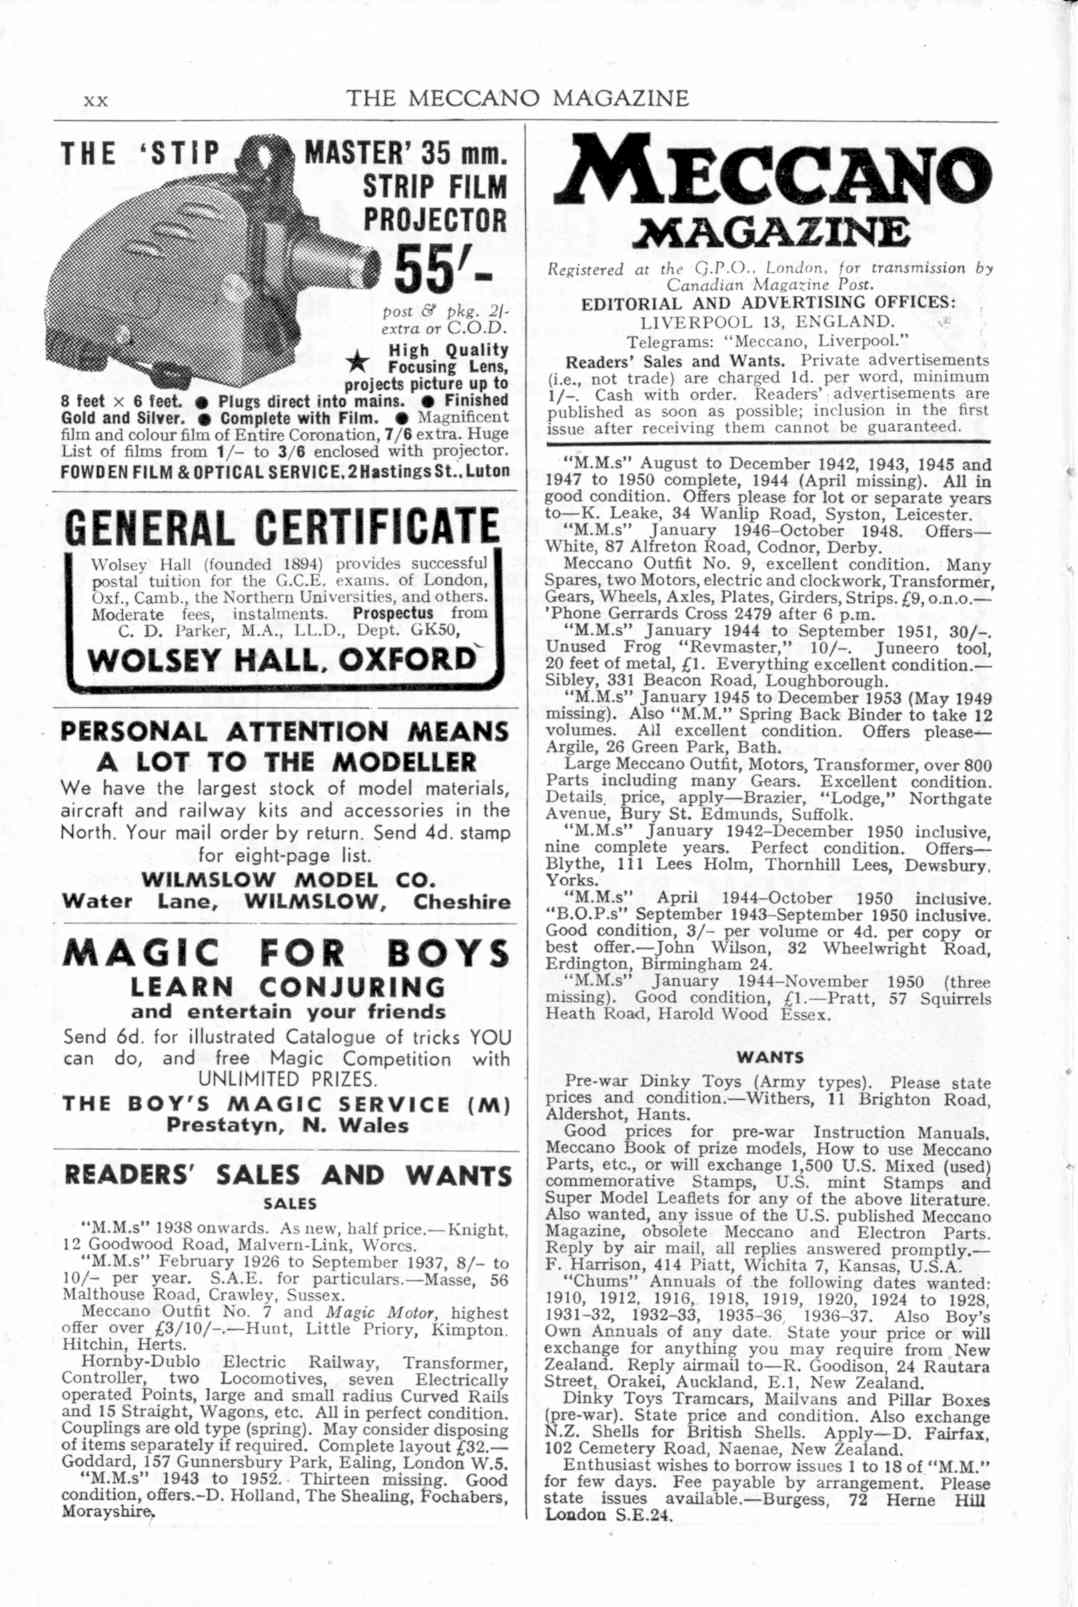 xx
THE MECCANO MAGAZINE
THE 'STIP MASTER' 35 mm.
STRIP FILM
PROJECTOR
55'/-
post & pkg. 2/-
extra or C.O.D.
★ High Quality
Focusing Lens,
projects picture up to
8 feet × 6 feet. ● Plugs direct into mains. ● Finished
Gold and Silver. ● Complete with Film. ● Magnificent
film and colour film of Entire Coronation, 7/6 extra. Huge
List of films from 1/- to 3/6 enclosed with projector.
FOWDEN FILM & OPTICAL SERVICE, 2 Hastings St., Luton
GENERAL CERTIFICATE
Wolsey Hall (founded 1894) provides successful
postal tuition for the G.C.E. exams. of London,
Oxf., Camb., the Northern Universities, and others.
Moderate fees, instalments. Prospectus from
C. D. Parker, M.A., LL.D., Dept. GK50,
WOLSEY HALL, OXFORD
PERSONAL ATTENTION MEANS
A LOT TO THE MODELLER
We have the largest stock of model materials,
aircraft and railway kits and accessories in the
North. Your mail order by return. Send 4d. stamp
for eight-page list.
WILMSLOW MODEL CO.
Water Lane, WILMSLOW, Cheshire
MAGIC FOR BOYS
LEARN CONJURING
and entertain your friends
Send 6d. for illustrated Catalogue of tricks YOU
can do, and free Magic Competition with
UNLIMITED PRIZES.
THE BOY'S MAGIC SERVICE (M)
Prestatyn, N. Wales
READERS' SALES AND WANTS
SALES
"M.M.s" 1938 onwards. As new, half price.—Knight,
12 Goodwood Road, Malvern-Link, Worcs.
"M.M.s" February 1926 to September 1937, 8/- to
10/- per year. S.A.E. for particulars.—Masse, 56
Malthouse Road, Crawley, Sussex.
Meccano Outfit No. 7 and Magic Motor, highest
offer over £3/10/-.—Hunt, Little Priory, Kimpton.
Hitchin, Herts.
Hornby-Dublo Electric Railway, Transformer,
Controller, two Locomotives, seven Electrically
operated Points, large and small radius Curved Rails
and 15 Straight, Wagons, etc. All in perfect condition.
Couplings are old type (spring). May consider disposing
of items separately if required. Complete layout £32.—
Goddard, 157 Gunnersbury Park, Ealing, London W.5.
"M.M.s" 1943 to 1952. Thirteen missing. Good
condition, offers.–D. Holland, The Shealing, Fochabers,
Morayshire.
MECCANO
MAGAZINE
Registered at the G.P.O., London, for transmission by
Canadian Magazine Post.
EDITORIAL AND ADVERTISING OFFICES:
LIVERPOOL 13, ENGLAND.
Telegrams: "Meccano, Liverpool."
Readers' Sales and Wants. Private advertisements
(i.e., not trade) are charged 1d. per word, minimum
1/-. Cash with order. Readers' advertisements are
published as soon as possible; inclusion in the first
issue after receiving them cannot be guaranteed.
"M.M.s" August to December 1942, 1943, 1945 and
1947 to 1950 complete, 1944 (April missing). All in
good condition. Offers please for lot or separate years
to—K. Leake, 34 Wanlip Road, Syston, Leicester.
"M.M.s" January 1946–October 1948. Offers—
White, 87 Alfreton Road, Codnor, Derby.
Meccano Outfit No. 9, excellent condition. Many
Spares, two Motors, electric and clockwork, Transformer,
Gears, Wheels, Axles, Plates, Girders, Strips. £9, o.n.o.—
'Phone Gerrards Cross 2479 after 6 p.m.
"M.M.s" January 1944 to September 1951, 30/-.
Unused Frog "Revmaster," 10/-. Juneero tool,
20 feet of metal, £1. Everything excellent condition.—
Sibley, 331 Beacon Road, Loughborough.
"M.M.s" January 1945 to December 1953 (May 1949
missing). Also "M.M." Spring Back Binder to take 12
volumes. All excellent condition. Offers please—
Argile, 26 Green Park, Bath.
Large Meccano Outfit, Motors, Transformer, over 800
Parts including many Gears. Excellent condition.
Details, price, apply—Brazier, "Lodge," Northgate
Avenue, Bury St. Edmunds, Suffolk.
"M.M.s" January 1942–December 1950 inclusive,
nine complete years. Perfect condition. Offers—
Blythe, 111 Lees Holm, Thornhill Lees, Dewsbury.
Yorks.
"M.M.s" April 1944–October 1950 inclusive.
"B.O.P.s" September 1943–September 1950 inclusive.
Good condition, 3/- per volume or 4d. per copy or
best offer.—John Wilson, 32 Wheelwright Road,
Erdington, Birmingham 24.
"M.M.s" January 1944–November 1950 (three
missing). Good condition, £1.—Pratt, 57 Squirrels
Heath Road, Harold Wood Essex.
WANTS
Pre-war Dinky Toys (Army types). Please state
prices and condition.—Withers, 11 Brighton Road,
Aldershot, Hants.
Good prices for pre-war Instruction Manuals,
Meccano Book of prize models, How to use Meccano
Parts, etc., or will exchange 1,500 U.S. Mixed (used)
commemorative Stamps, U.S. mint Stamps and
Super Model Leaflets for any of the above literature.
Also wanted, any issue of the U.S. published Meccano
Magazine, obsolete Meccano and Electron Parts.
Reply by air mail, all replies answered promptly.—
F. Harrison, 414 Piatt, Wichita 7, Kansas, U.S.A.
"Chums" Annuals of the following dates wanted:
1910, 1912, 1916, 1918, 1919, 1920, 1924 to 1928,
1931–32, 1932–33, 1935–36, 1936–37. Also Boy's
Own Annuals of any date. State your price or will
exchange for anything you may require from New
Zealand. Reply airmail to—R. Goodison, 24 Rautara
Street, Orakei, Auckland, E.1, New Zealand.
Dinky Toys Tramcars, Mailvans and Pillar Boxes
(pre-war). State price and condition. Also exchange
N.Z. Shells for British Shells. Apply—D. Fairfax,
102 Cemetery Road, Naenae, New Zealand.
Enthusiast wishes to borrow issues 1 to 18 of "M.M."
for few days. Fee payable by arrangement. Please
state issues available.—Burgess, 72 Herne Hill
London S.E.24.